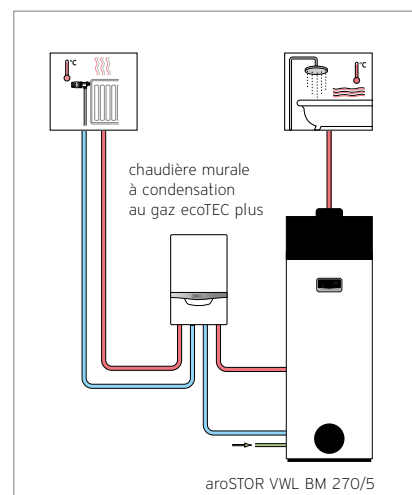 °C
°C
chaudière murale
à condensation
au gaz ecoTEC plus
aroSTOR VWL BM 270/5